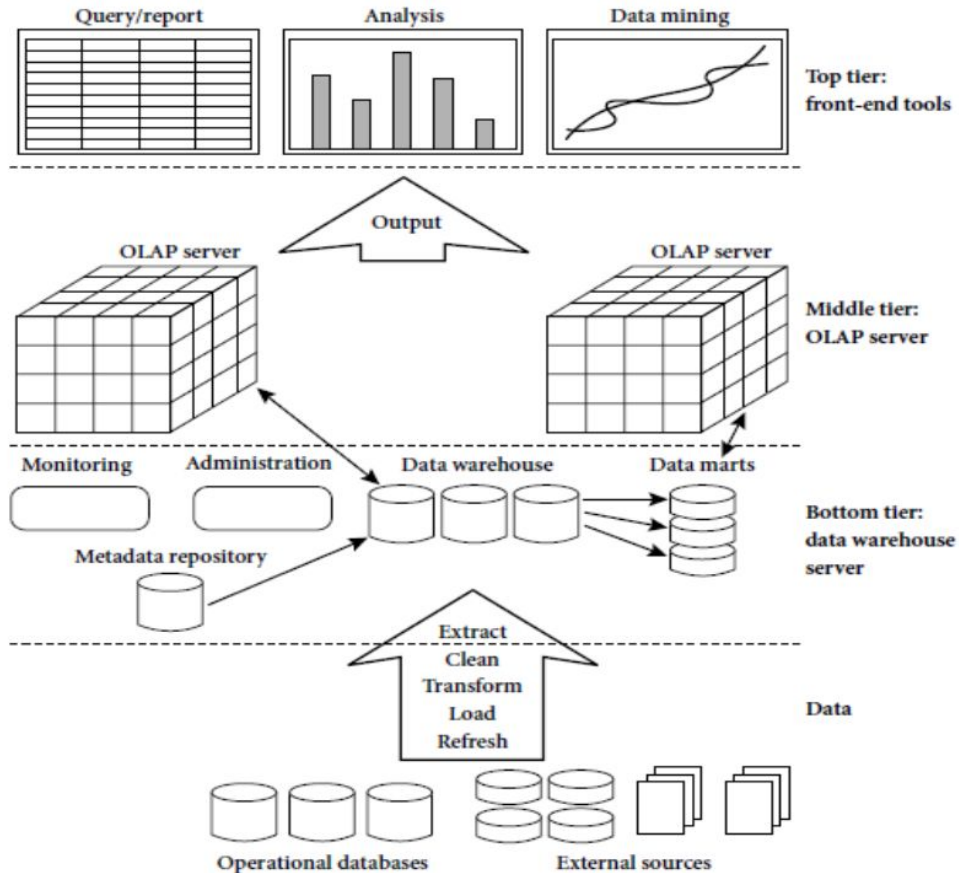 Query/report
Analysis
Data mining
Top tier:
front-end tools
Output
OLAP server
OLAP server
Middle tier:
OLAP server
Monitoring
Administration
Data warehouse
Data marts
Metadata repository
Bottom tier:
data warehouse
server
Extract
Clean
Transform
Load
Refresh
Data
Operational databases
External sources